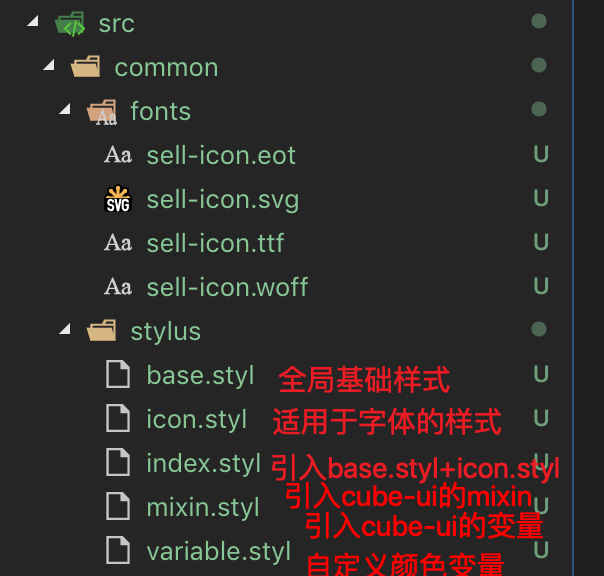 src
common
fonts
Aa sell-icon.eot U
SVG sell-icon.svg U
Aa sell-icon.ttf U
Aa sell-icon.woff U
stylus
base.styl 全局基础样式 U
icon.styl 适用于字体的样式 U
index.styl 引入base.styl+icon.styl U
引入cube-ui的mixin
mixin.styl U
引入cube-ui的变量
variable.styl U
自定义颜色变量